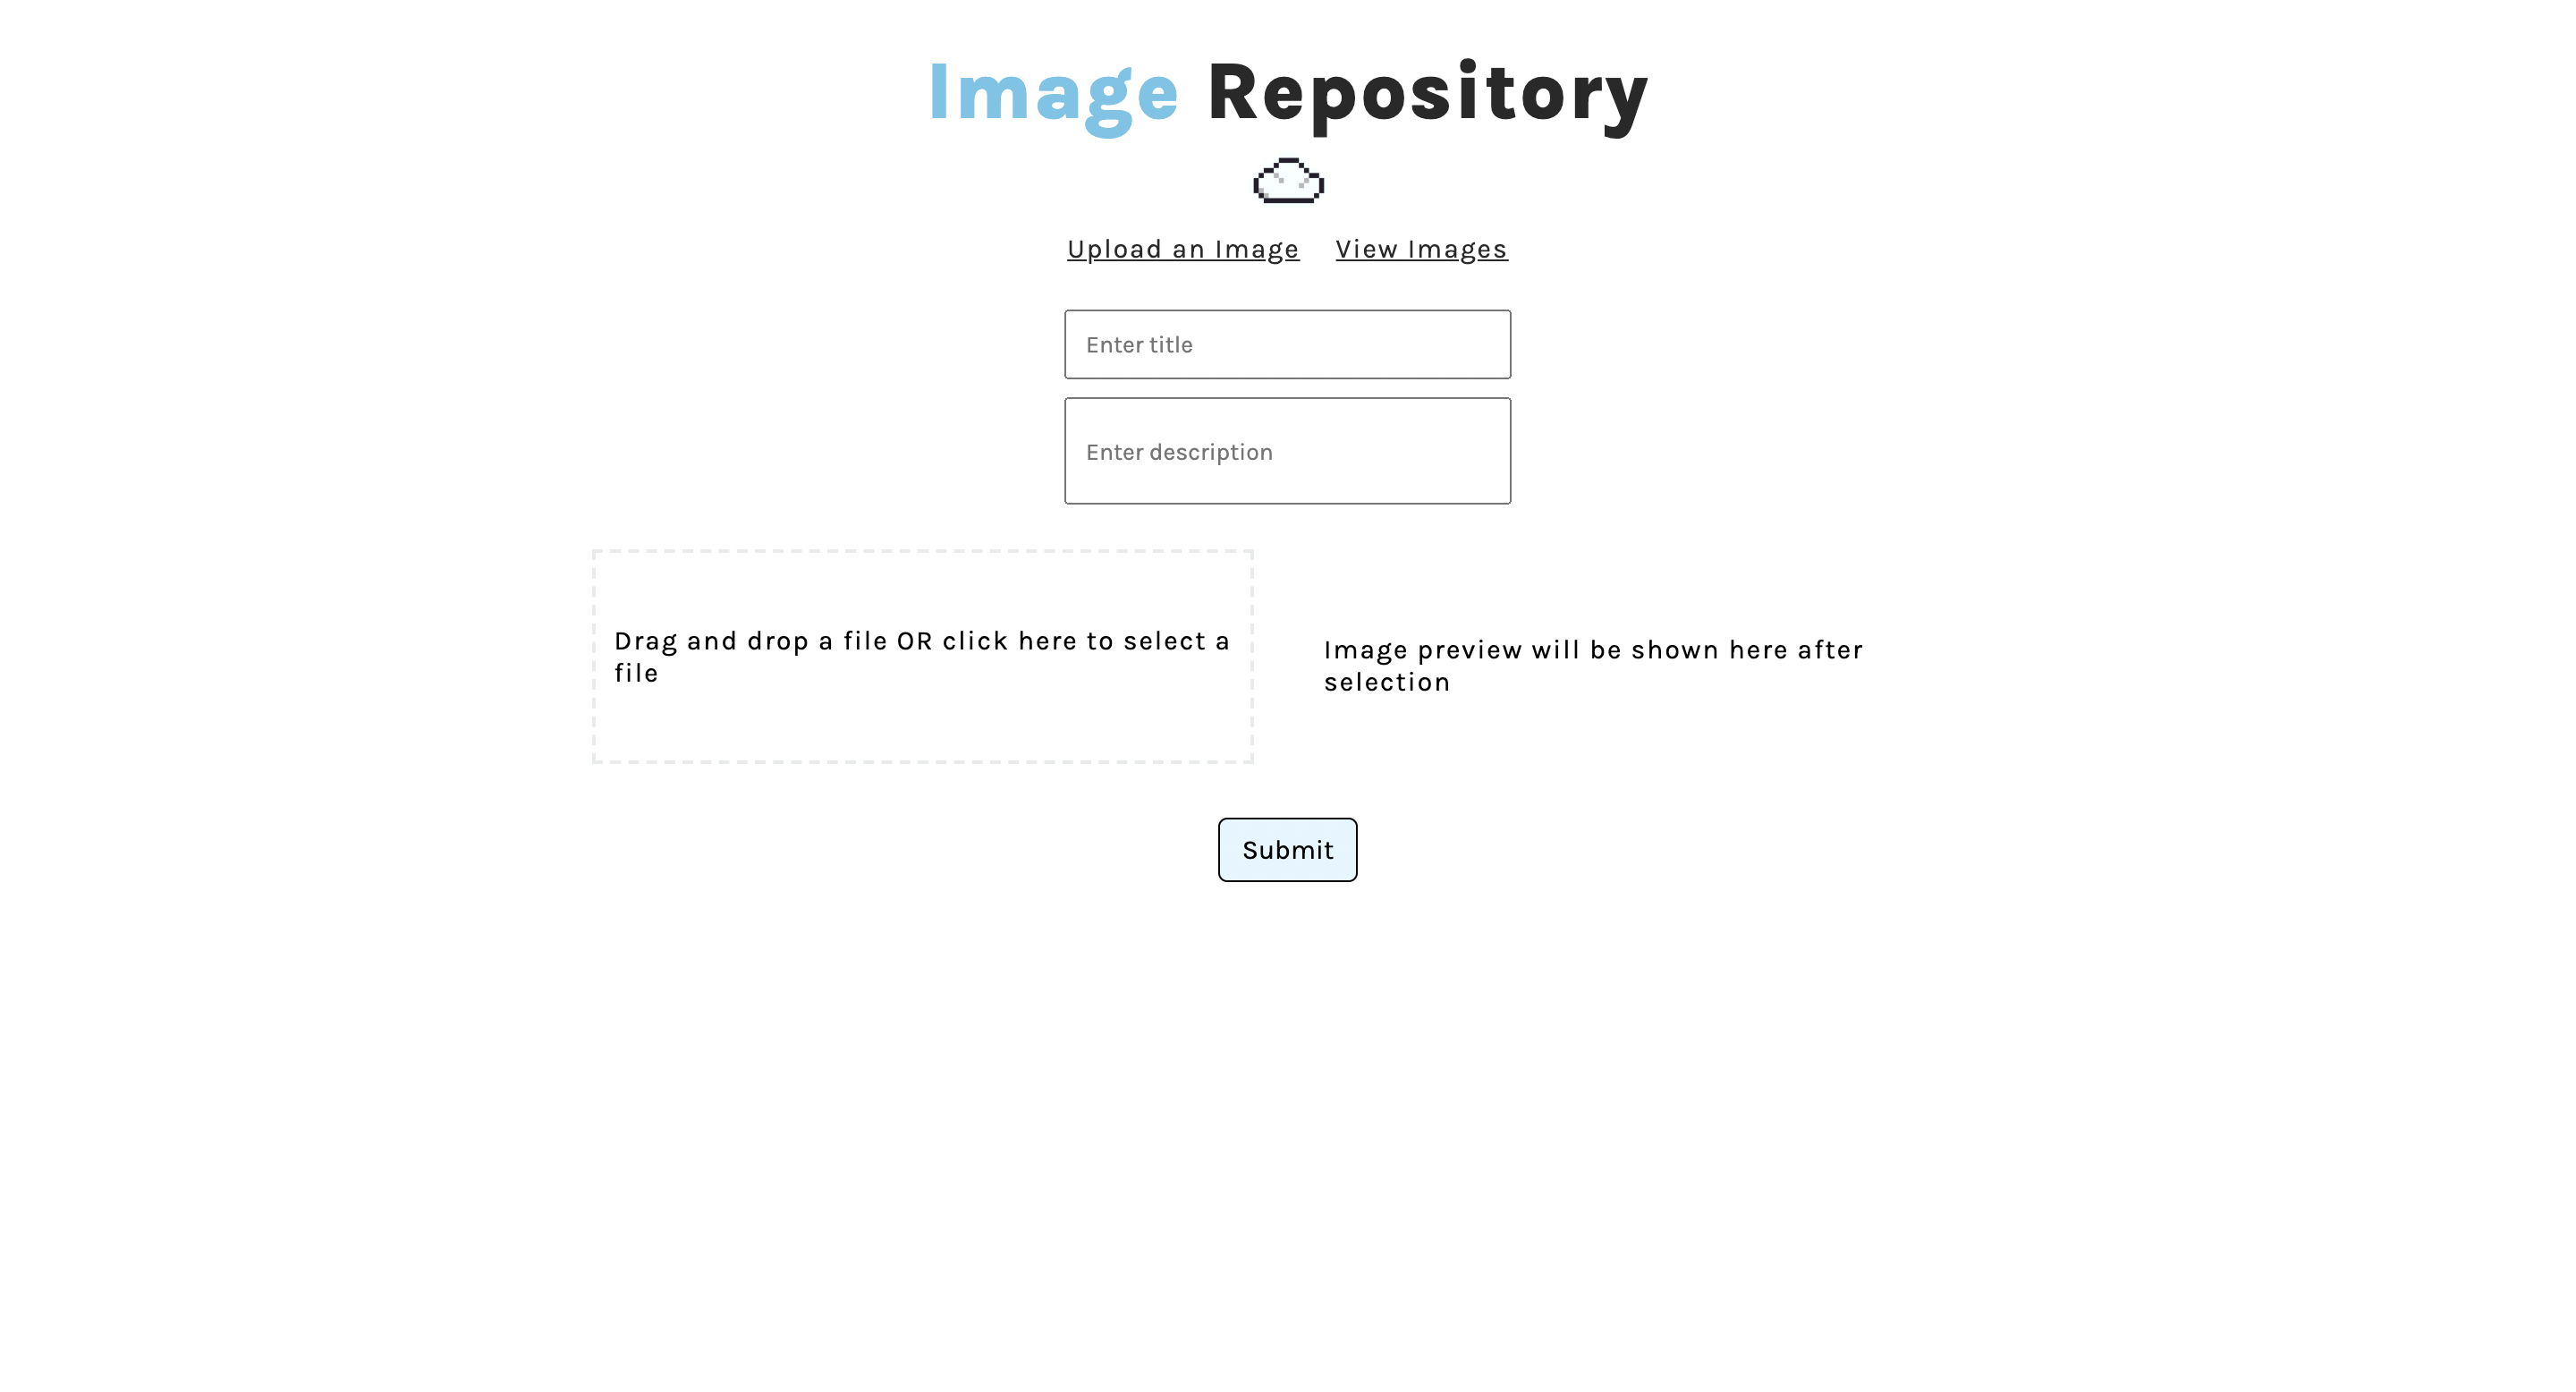 Image Repository
Upload an Image View Images
Enter title
Enter description
Drag and drop a file OR click here to select a
file
Image preview will be shown here after
selection
Submit